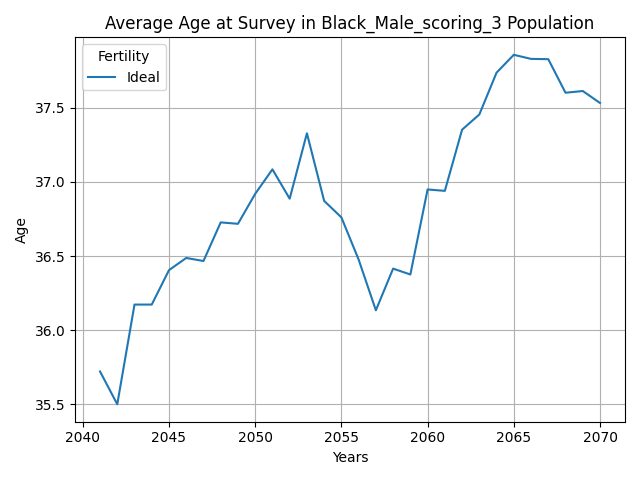 Average Age at Survey in Black_Male_scoring_3 Population
Fertility
Ideal
Age
37.5
37.0
36.5
36.0
35.5
2040 2045 2050 2055 2060 2065 2070
Years